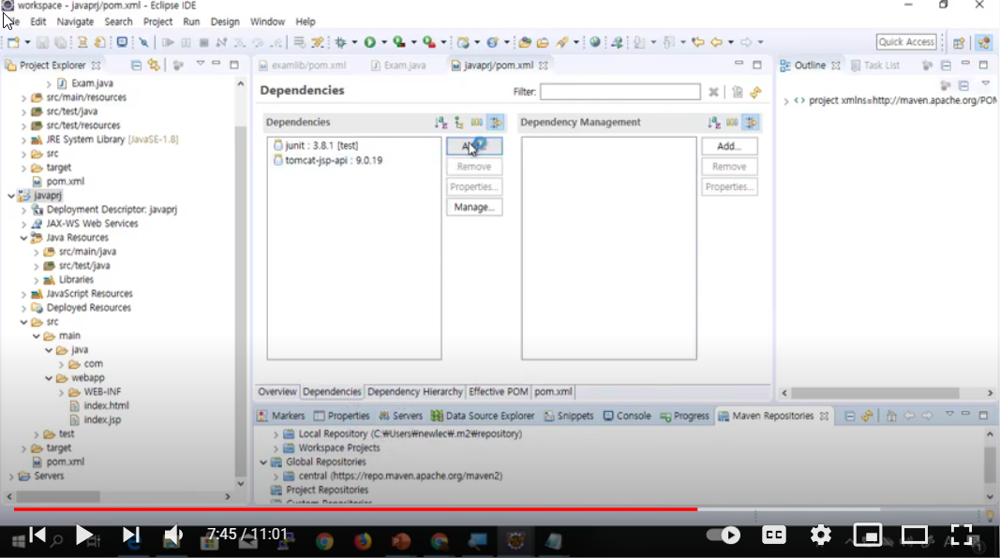 workspace - javaprj/pom.xml - Eclipse IDE
Edit Navigate Search Project Run Design Window Help
Quick Access
Project Explorer
Exam.java
src/main/resources
src/test/java
src/test/resources
JRE System Library [JavaSE-1.8]
src
target
pom.xml
javaprj
Deployment Descriptor: javaprj
JAX-WS Web Services
Java Resources
src/main/java
src/test/java
Libraries
JavaScript Resources
Deployed Resources
src
main
java
com
webapp
WEB-INF
index.html
index.jsp
test
target
pom.xml
Servers
examlib/pom.xml Exam.java javaprj/pom.xml
Dependencies
Filter:
Dependencies
junit : 3.8.1 [test]
tomcat-jsp-api : 9.0.19
Remove
Properties...
Manage...
Dependency Management
Add...
Remove
Properties...
Overview Dependencies Dependency Hierarchy Effective POM pom.xml
Outline Task List
project xmlns=http://maven.apache.org/POM
Markers Properties Servers Data Source Explorer Snippets Console Progress Maven Repositories
Local Repository (C:₩Users₩newlec₩.m2₩repository)
Workspace Projects
Global Repositories
central (https://repo.maven.apache.org/maven2)
Project Repositories
Custom Repositories
7:45 / 11:01
CC